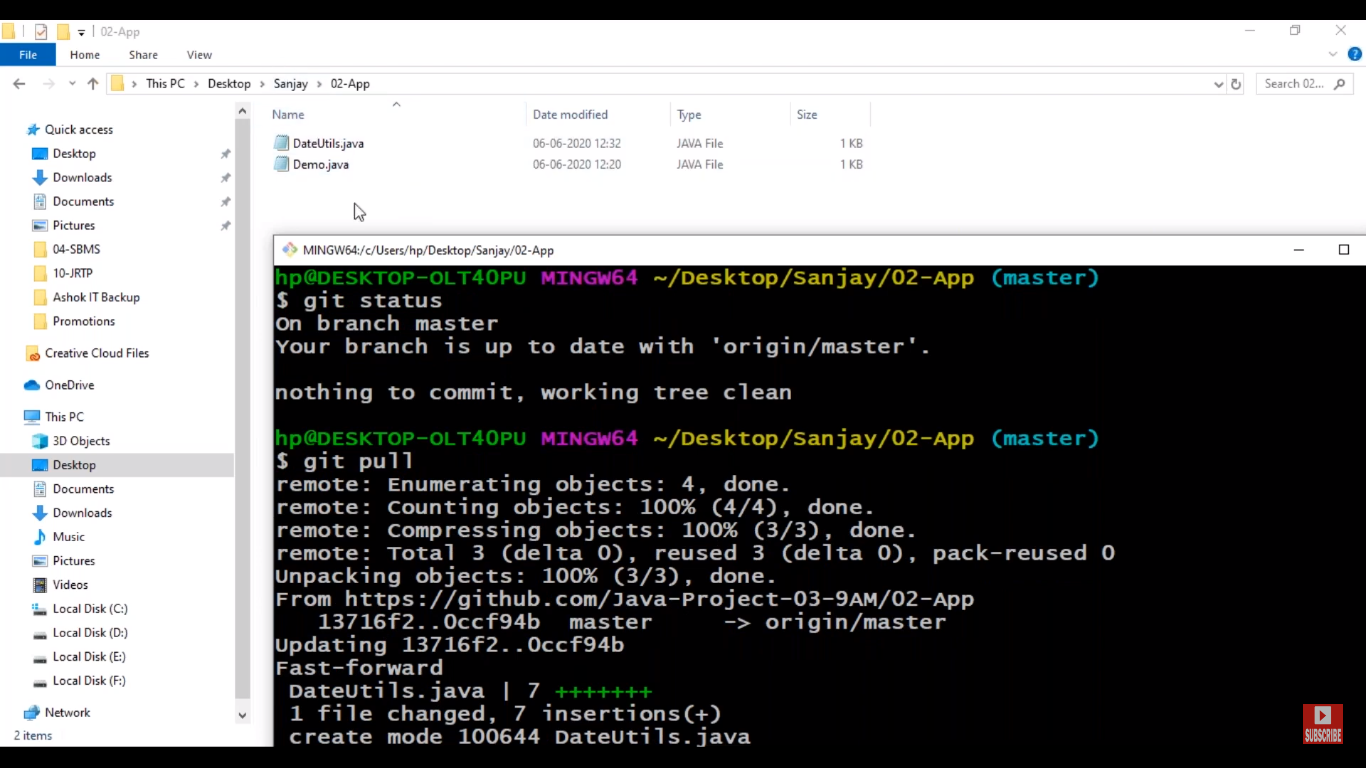 02-App
File Home Share View
This PC Desktop Sanjay 02-App Search 02...
Name Date modified Type Size
DateUtils.java 06-06-2020 12:32 JAVA File 1 KB
Demo.java 06-06-2020 12:20 JAVA File 1 KB
Quick access
Desktop
Downloads
Documents
Pictures
04-SBMS
10-JRTP
Ashok IT Backup
Promotions
Creative Cloud Files
OneDrive
This PC
3D Objects
Desktop
Documents
Downloads
Music
Pictures
Videos
Local Disk (C:)
Local Disk (D:)
Local Disk (E:)
Local Disk (F:)
Network
2 items
MINGW64:/c/Users/hp/Desktop/Sanjay/02-App
hp@DESKTOP-OLT40PU MINGW64 ~/Desktop/Sanjay/02-App (master)
$ git status
On branch master
Your branch is up to date with 'origin/master'.
nothing to commit, working tree clean
hp@DESKTOP-OLT40PU MINGW64 ~/Desktop/Sanjay/02-App (master)
$ git pull
remote: Enumerating objects: 4, done.
remote: Counting objects: 100% (4/4), done.
remote: Compressing objects: 100% (3/3), done.
remote: Total 3 (delta 0), reused 3 (delta 0), pack-reused 0
Unpacking objects: 100% (3/3), done.
From https://github.com/Java-Project-03-9AM/02-App
13716f2..0ccf94b master -> origin/master
Updating 13716f2..0ccf94b
Fast-forward
DateUtils.java | 7 +++++++
1 file changed, 7 insertions(+)
create mode 100644 DateUtils.java
SUBSCRIBE